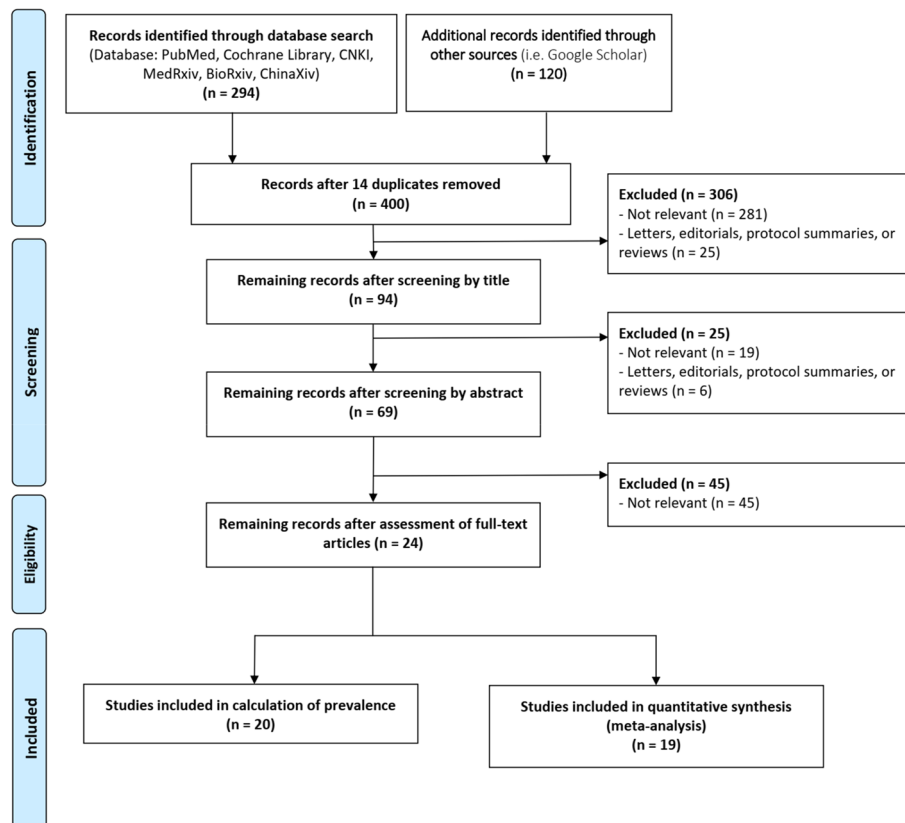 Identification
Records identified through database search
(Database: PubMed, Cochrane Library, CNKI,
MedRxiv, BioRxiv, ChinaXiv)
(n = 294)
Additional records identified through
other sources (i.e. Google Scholar)
(n = 120)
Records after 14 duplicates removed
(n = 400)
Excluded (n = 306)
- Not relevant (n = 281)
- Letters, editorials, protocol summaries, or
reviews (n = 25)
Screening
Remaining records after screening by title
(n = 94)
Excluded (n = 25)
- Not relevant (n = 19)
- Letters, editorials, protocol summaries, or
reviews (n = 6)
Remaining records after screening by abstract
(n = 69)
Excluded (n = 45)
- Not relevant (n = 45)
Eligibility
Remaining records after assessment of full-text
articles (n = 24)
Included
Studies included in calculation of prevalence
(n = 20)
Studies included in quantitative synthesis
(meta-analysis)
(n = 19)